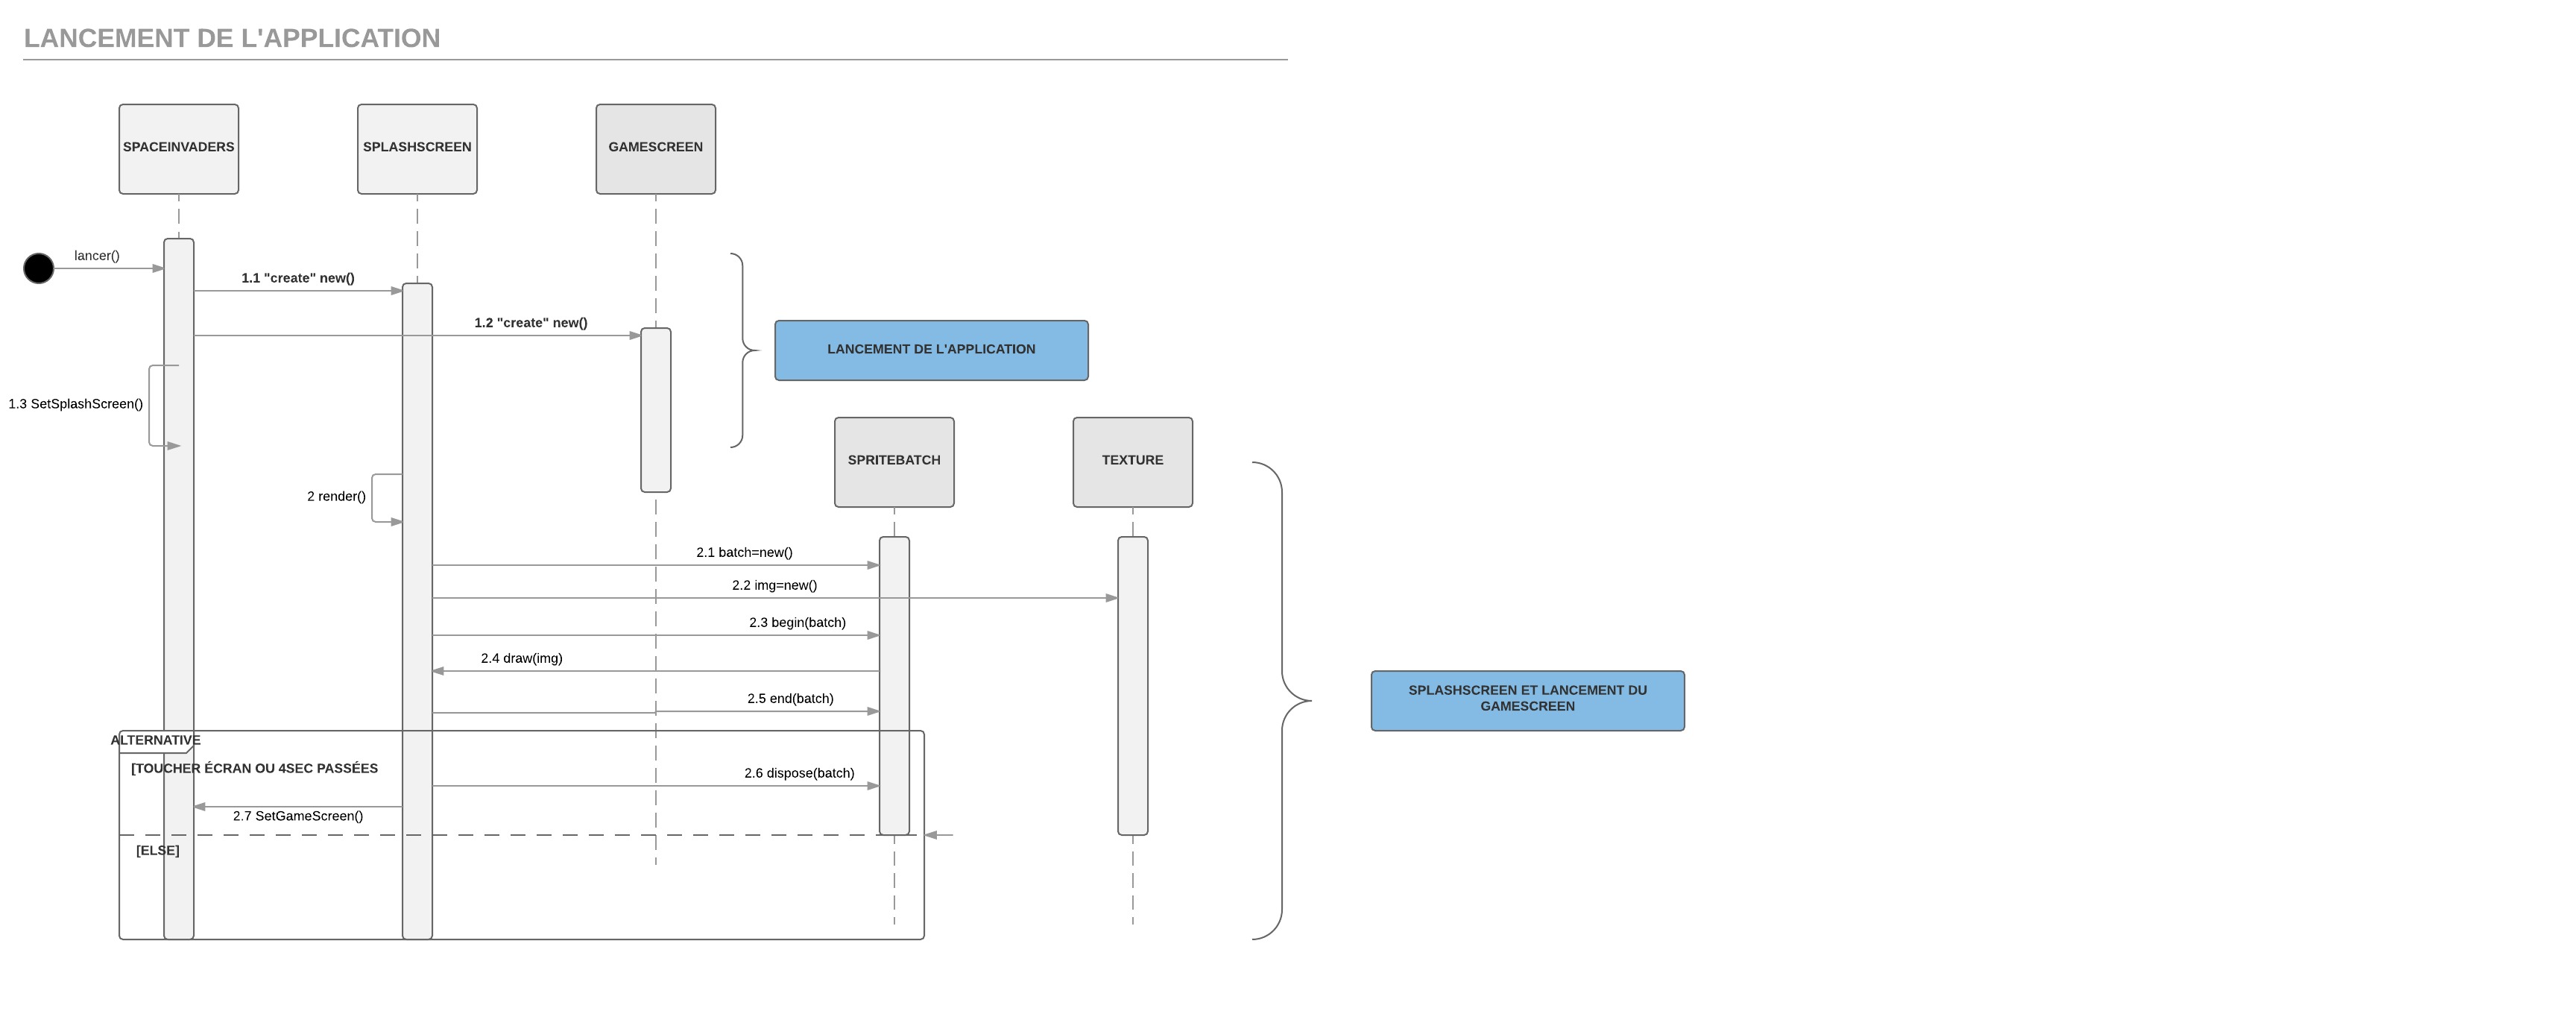 LANCEMENT DE L'APPLICATION
SPACEINVADERS
SPLASHSCREEN
GAMESCREEN
lancer()
1.1 "create" new()
1.2 "create" new()
LANCEMENT DE L'APPLICATION
1.3 SetSplashScreen()
SPRITEBATCH
TEXTURE
2 render()
2.1 batch=new()
2.2 img=new()
2.3 begin(batch)
2.4 draw(img)
2.5 end(batch)
SPLASHSCREEN ET LANCEMENT DU
GAMESCREEN
ALTERNATIVE
[TOUCHER ÉCRAN OU 4SEC PASSÉES
2.6 dispose(batch)
2.7 SetGameScreen()
[ELSE]